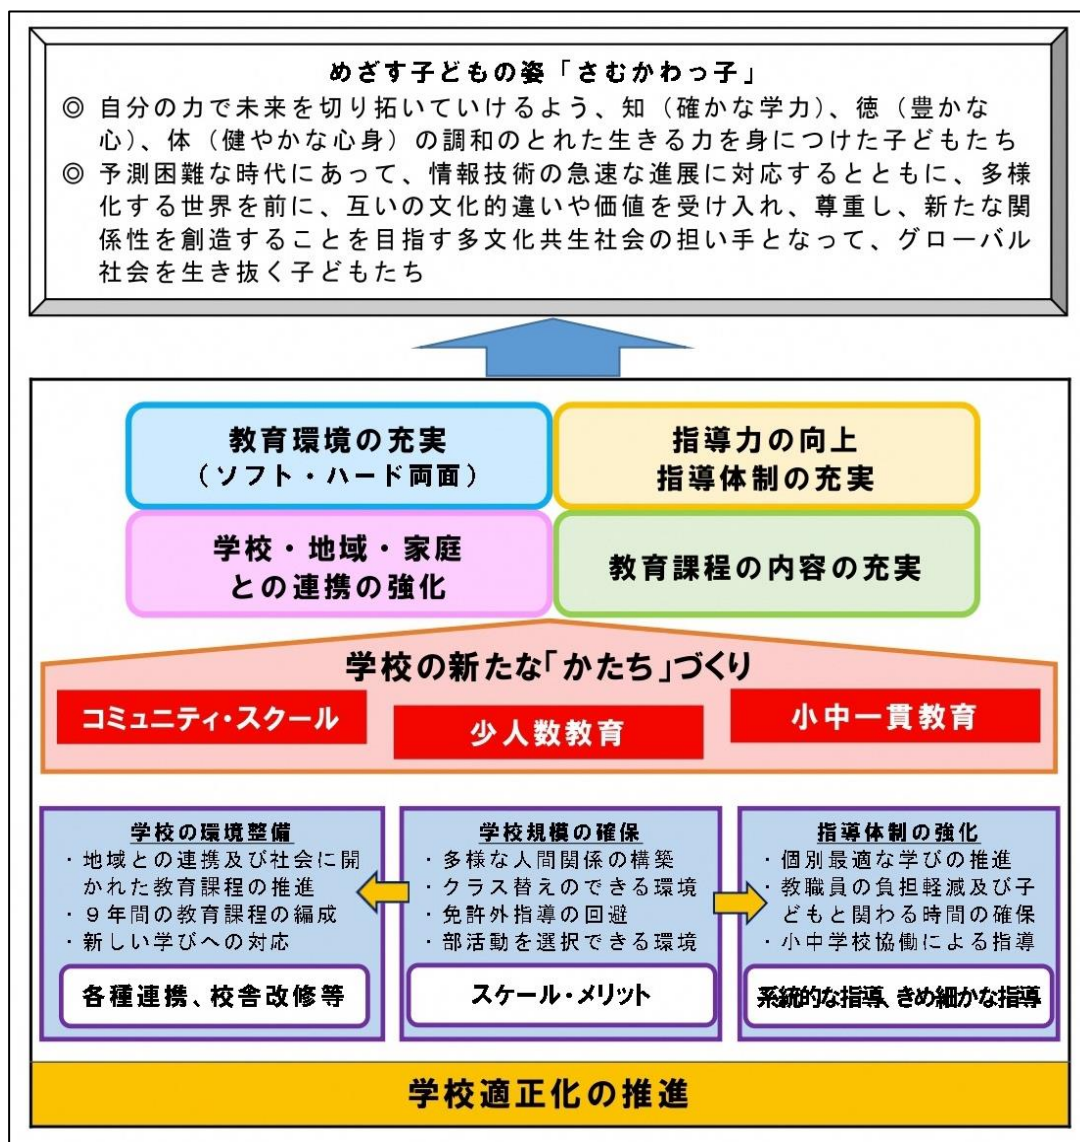 めざす子どもの姿「さむかわっ子」
◎ 自分の力で未来を切り拓いていけるよう、知（確かな学力）、徳（豊かな
心）、体（健やかな心身）の調和のとれた生きる力を身につけた子どもたち
◎ 予測困難な時代にあって、情報技術の急速な進展に対応するとともに、多様
化する世界を前に、互いの文化的違いや価値を受け入れ、尊重し、新たな関
係性を創造することを目指す多文化共生社会の担い手となって、グローバル
社会を生き抜く子どもたち
教育環境の充実
（ソフト・ハード両面）
指導力の向上
指導体制の充実
学校・地域・家庭
との連携の強化
教育課程の内容の充実
学校の新たな「かたち」づくり
コミュニティ・スクール
少人数教育
小中一貫教育
学校の環境整備
・地域との連携及び社会に開
かれた教育課程の推進
・９年間の教育課程の編成
・新しい学びへの対応
各種連携、校舎改修等
学校規模の確保
・多様な人間関係の構築
・クラス替えのできる環境
・免許外指導の回避
・部活動を選択できる環境
スケール・メリット
指導体制の強化
・個別最適な学びの推進
・教職員の負担軽減及び子
どもと関わる時間の確保
・小中学校協働による指導
系統的な指導、きめ細かな指導
学校適正化の推進